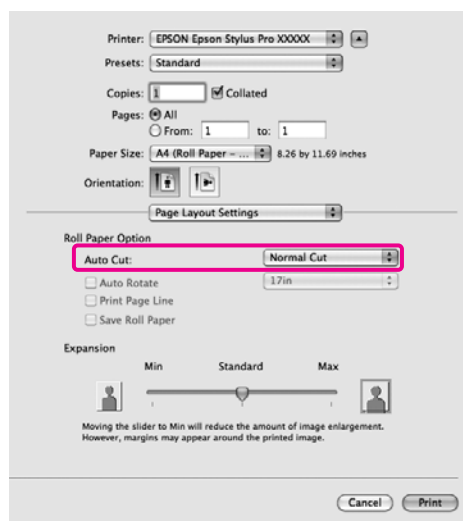 Printer: EPSON Epson Stylus Pro XXXXX
Presets: Standard
Copies: 1 Collated
Pages: All
From: 1 to: 1
Paper Size: A4 (Roll Paper – ... 8.26 by 11.69 inches
Orientation:
Page Layout Settings
Roll Paper Option
Auto Cut: Normal Cut
Auto Rotate 17in
Print Page Line
Save Roll Paper
Expansion
Min Standard Max
Moving the slider to Min will reduce the amount of image enlargement.
However, margins may appear around the printed image.
Cancel Print